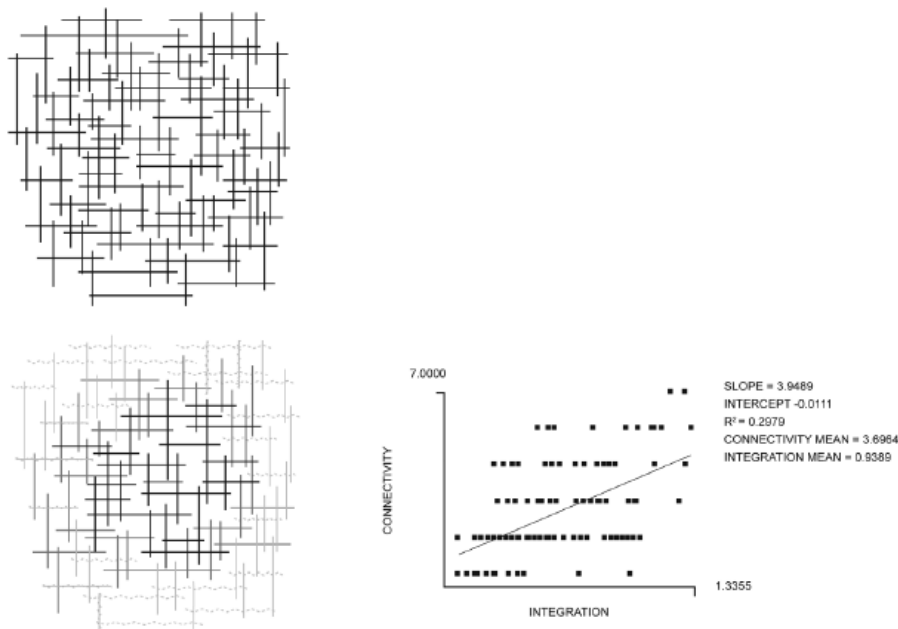 7.0000
CONNECTIVITY
INTEGRATION
1.3355
SLOPE = 3.9489
INTERCEPT -0.0111
R² = 0.2979
CONNECTIVITY MEAN = 3.6964
INTEGRATION MEAN = 0.9389